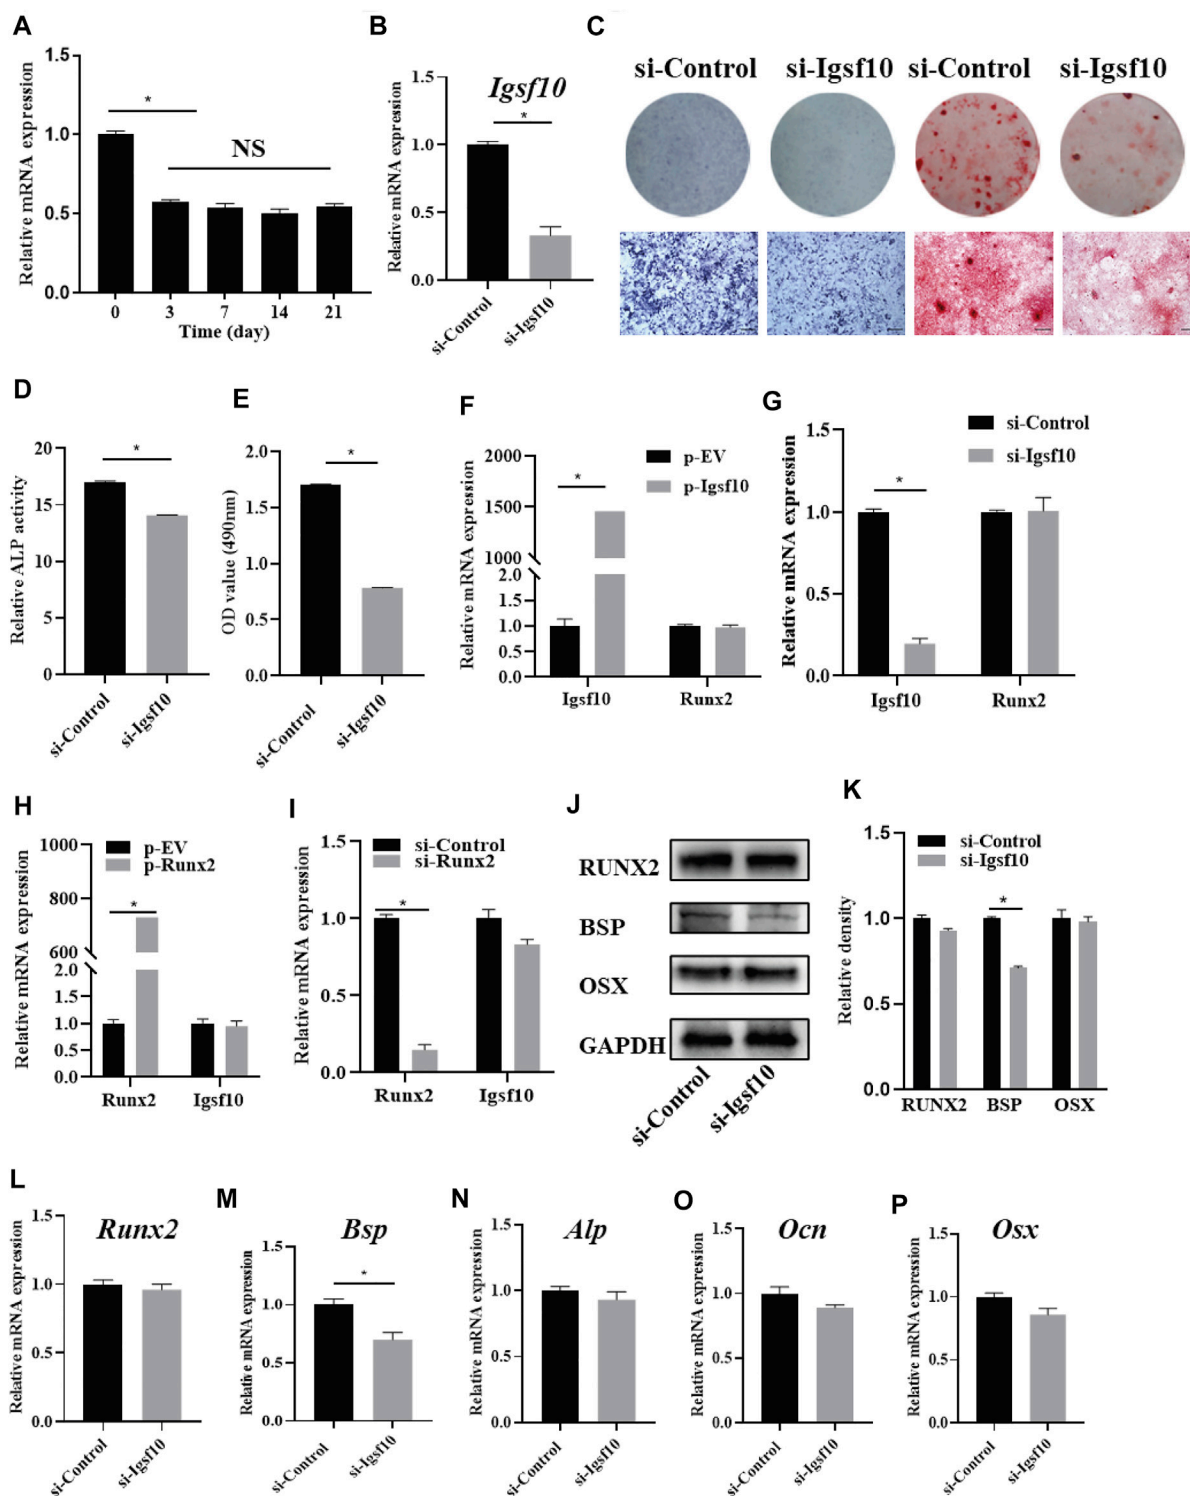 A
Relative mRNA expression
1.5
1.0
0.5
0.0
*
NS
0 3 7 14 21
Time (day)
B
Relative mRNA expression
1.5
1.0
0.5
0.0
Igsf10
*
si-Control
si-Igsf10
C
si-Control si-Igsf10 si-Control si-Igsf10
D
Relative ALP activity
20
15
10
5
0
*
si-Control
si-Igsf10
E
OD value (490nm)
2.0
1.5
1.0
0.5
0.0
*
si-Control
si-Igsf10
F
Relative mRNA expression
2000
1500
1000
2.0
1.5
1.0
0.5
0.0
*
p-EV
p-Igsf10
Igsf10 Runx2
G
Relative mRNA expression
1.5
1.0
0.5
0.0
*
si-Control
si-Igsf10
Igsf10 Runx2
H
Relative mRNA expression
1000
800
600
2.0
1.5
1.0
0.5
0.0
p-EV
p-Runx2
*
Runx2 Igsf10
I
Relative mRNA expression
1.5
1.0
0.5
0.0
si-Control
si-Runx2
*
Runx2 Igsf10
J
RUNX2
BSP
OSX
GAPDH
si-Control
si-Igsf10
K
Relative density
1.5
1.0
0.5
0.0
si-Control
si-Igsf10
*
RUNX2 BSP OSX
L
Relative mRNA expression
1.5
1.0
0.5
0.0
Runx2
si-Control
si-Igsf10
M
Relative mRNA expression
1.5
1.0
0.5
0.0
Bsp
*
si-Control
si-Igsf10
N
Relative mRNA expression
1.5
1.0
0.5
0.0
Alp
si-Control
si-Igsf10
O
Relative mRNA expression
1.5
1.0
0.5
0.0
Ocn
si-Control
si-Igsf10
P
Relative mRNA expression
1.5
1.0
0.5
0.0
Osx
si-Control
si-Igsf10